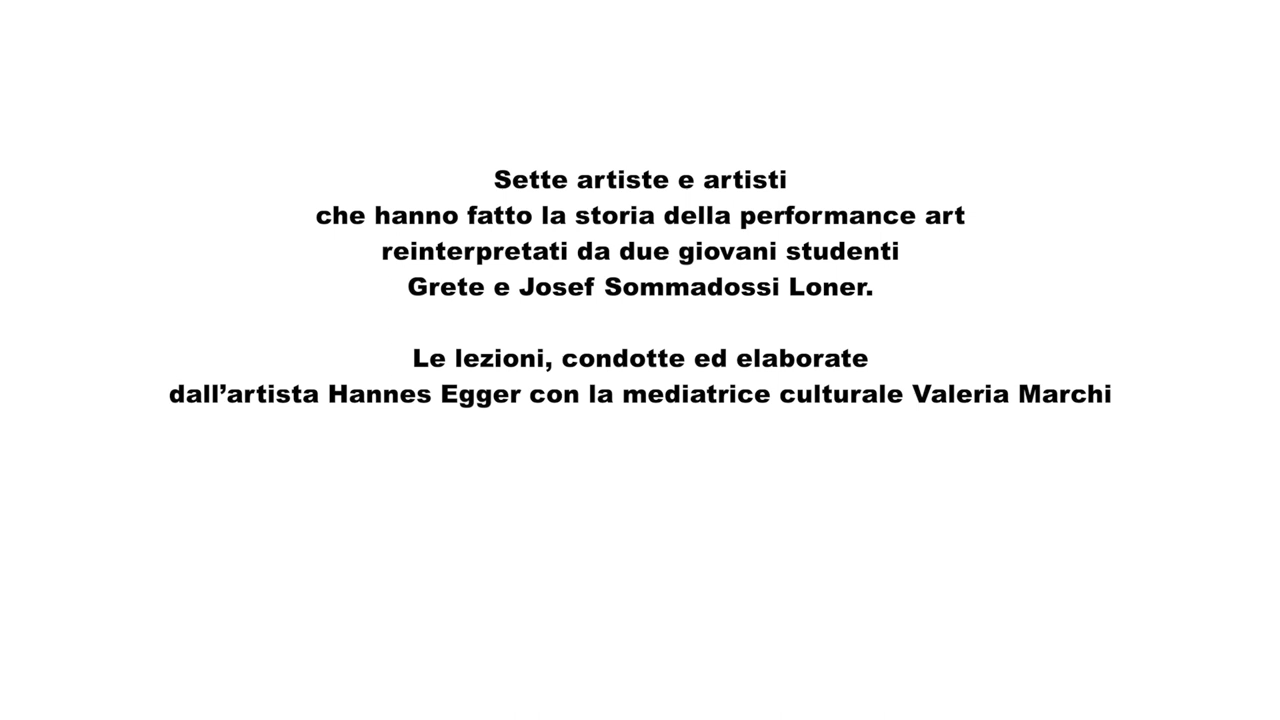 Sette artiste e artisti
che hanno fatto la storia della performance art
reinterpretati da due giovani studenti
Grete e Josef Sommadossi Loner.
Le lezioni, condotte ed elaborate
dall’artista Hannes Egger con la mediatrice culturale Valeria Marchi